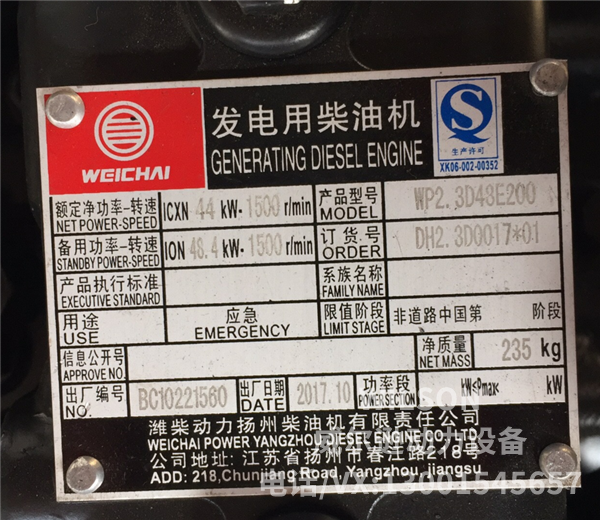 WEICHAI
发电用柴油机
GENERATING DIESEL ENGINE
生产许可
XK06-002-00352
额定净功率-转速 NET POWER-SPEED ICXN 44 kW-1500 r/min 产品型号 MODEL WP2.3D48E200
备用功率-转速 STANDBY POWER-SPEED ION 48.4 kW-1500 r/min 订货号 ORDER DH2.3D0017*01
产品执行标准 EXECUTIVE STANDARD 系族名称 FAMILY NAME
用途 USE 应急 EMERGENCY 限值阶段 LIMIT STAGE 非道路中国第 阶段
信息公开号 APPROVE NO. 净质量 NET MASS 235 kg
出厂编号 NO. BC10221560 出厂日期 DATE 2017.10 功率段 POWER SECTION kW≤Pmax< kW
潍柴动力扬州柴油机有限责任公司
WEICHAI POWER YANGZHOU DIESEL ENGINE CO., LTD.
公司地址: 江苏省扬州市春江路218号
ADD: 218,Chunjiang Road, Yangzhou, jiangsu
电话/VX:13001545657